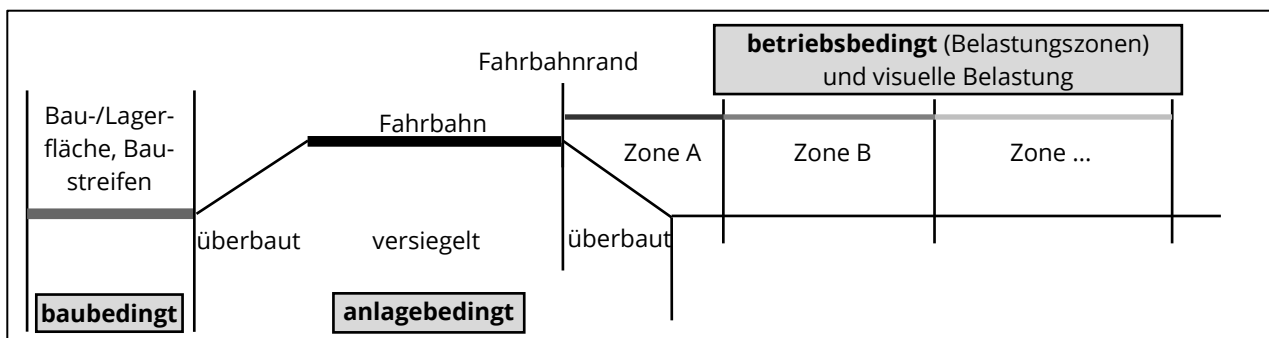 betriebsbedingt (Belastungszonen)
und visuelle Belastung
Fahrbahnrand
Bau-/Lager-
fläche, Bau-
streifen
Fahrbahn
Zone A
Zone B
Zone ...
überbaut
versiegelt
überbaut
baubedingt
anlagebedingt